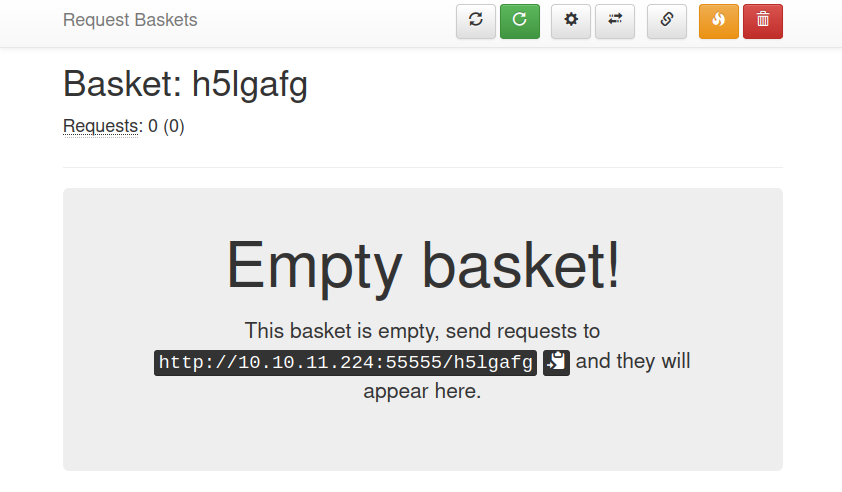 Request Baskets
Basket: h5lgafg
Requests: 0 (0)
Empty basket!
This basket is empty, send requests to
http://10.10.11.224:55555/h5lgafg and they will
appear here.